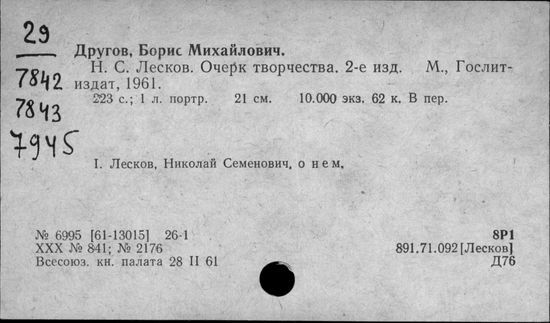 29
7842
7843
7945
Другов, Борис Михайлович.
Н. С. Лесков. Очерк творчества. 2-е изд. М., Гослит-
издат, 1961.
223 с.; 1 л. портр. 21 см. 10.000 экз. 62 к. В пер.
I. Лесков, Николай Семенович, о нем.
№ 6995 [61-13015] 26-1
XXX № 841; № 2176
Всесоюз. кн. палата 28 II 61
8Р1
891.71.092[Лесков]
Д76